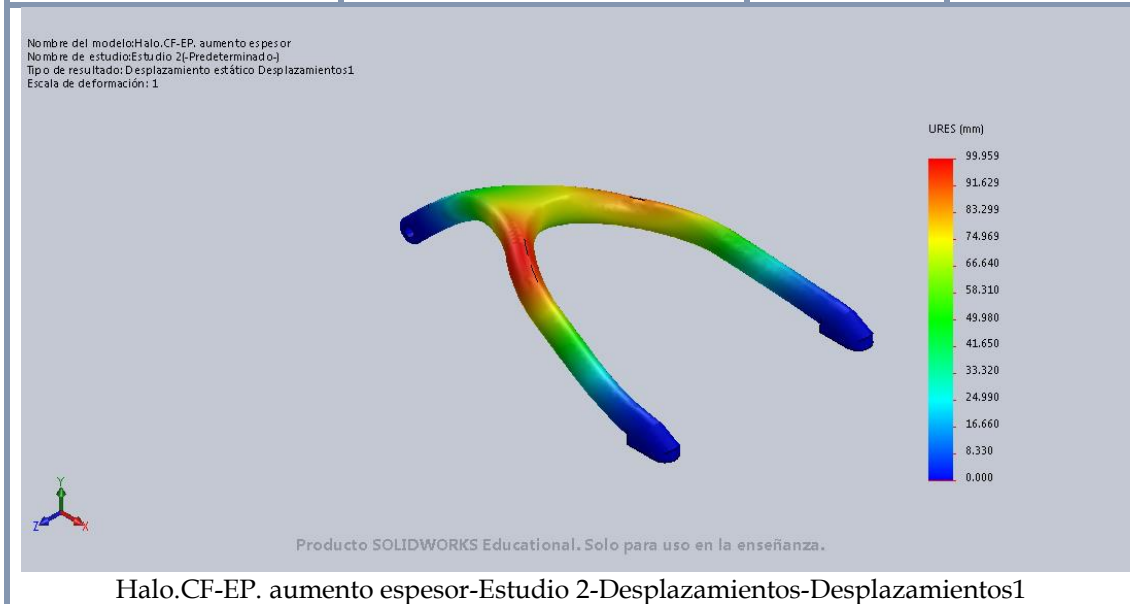 Nombre del modelo:Halo.CF-EP. aumento espesor
Nombre de estudio:Estudio 2(-Predeterminado-)
Tipo de resultado: Desplazamiento estático Desplazamientos1
Escala de deformación: 1
URES (mm)
99.959
91.629
83.299
74.969
66.640
58.310
49.980
41.650
33.320
24.990
16.660
8.330
0.000
Y
Z
X
Producto SOLIDWORKS Educational. Solo para uso en la enseñanza.
Halo.CF-EP. aumento espesor-Estudio 2-Desplazamientos-Desplazamientos1